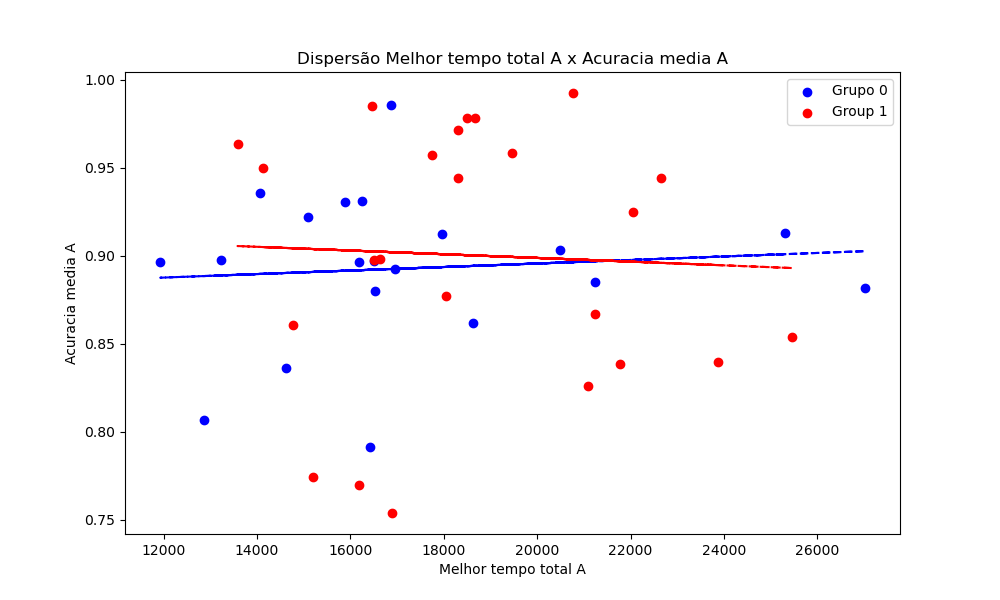 Dispersão Melhor tempo total A x Acuracia media A
Grupo 0
Group 1
1.00
0.95
0.90
0.85
0.80
0.75
Acuracia media A
12000 14000 16000 18000 20000 22000 24000 26000
Melhor tempo total A